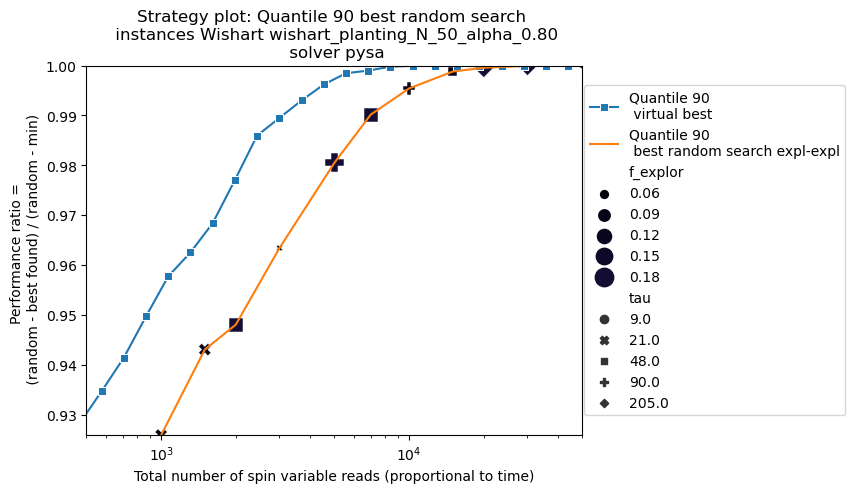 Strategy plot: Quantile 90 best random search
instances Wishart wishart_planting_N_50_alpha_0.80
solver pysa
Performance ratio =
(random - best found) / (random - min)
1.00
0.99
0.98
0.97
0.96
0.95
0.94
0.93
10³
10⁴
Total number of spin variable reads (proportional to time)
Quantile 90
virtual best
Quantile 90
best random search expl-expl
f_explor
0.06
0.09
0.12
0.15
0.18
tau
9.0
21.0
48.0
90.0
205.0